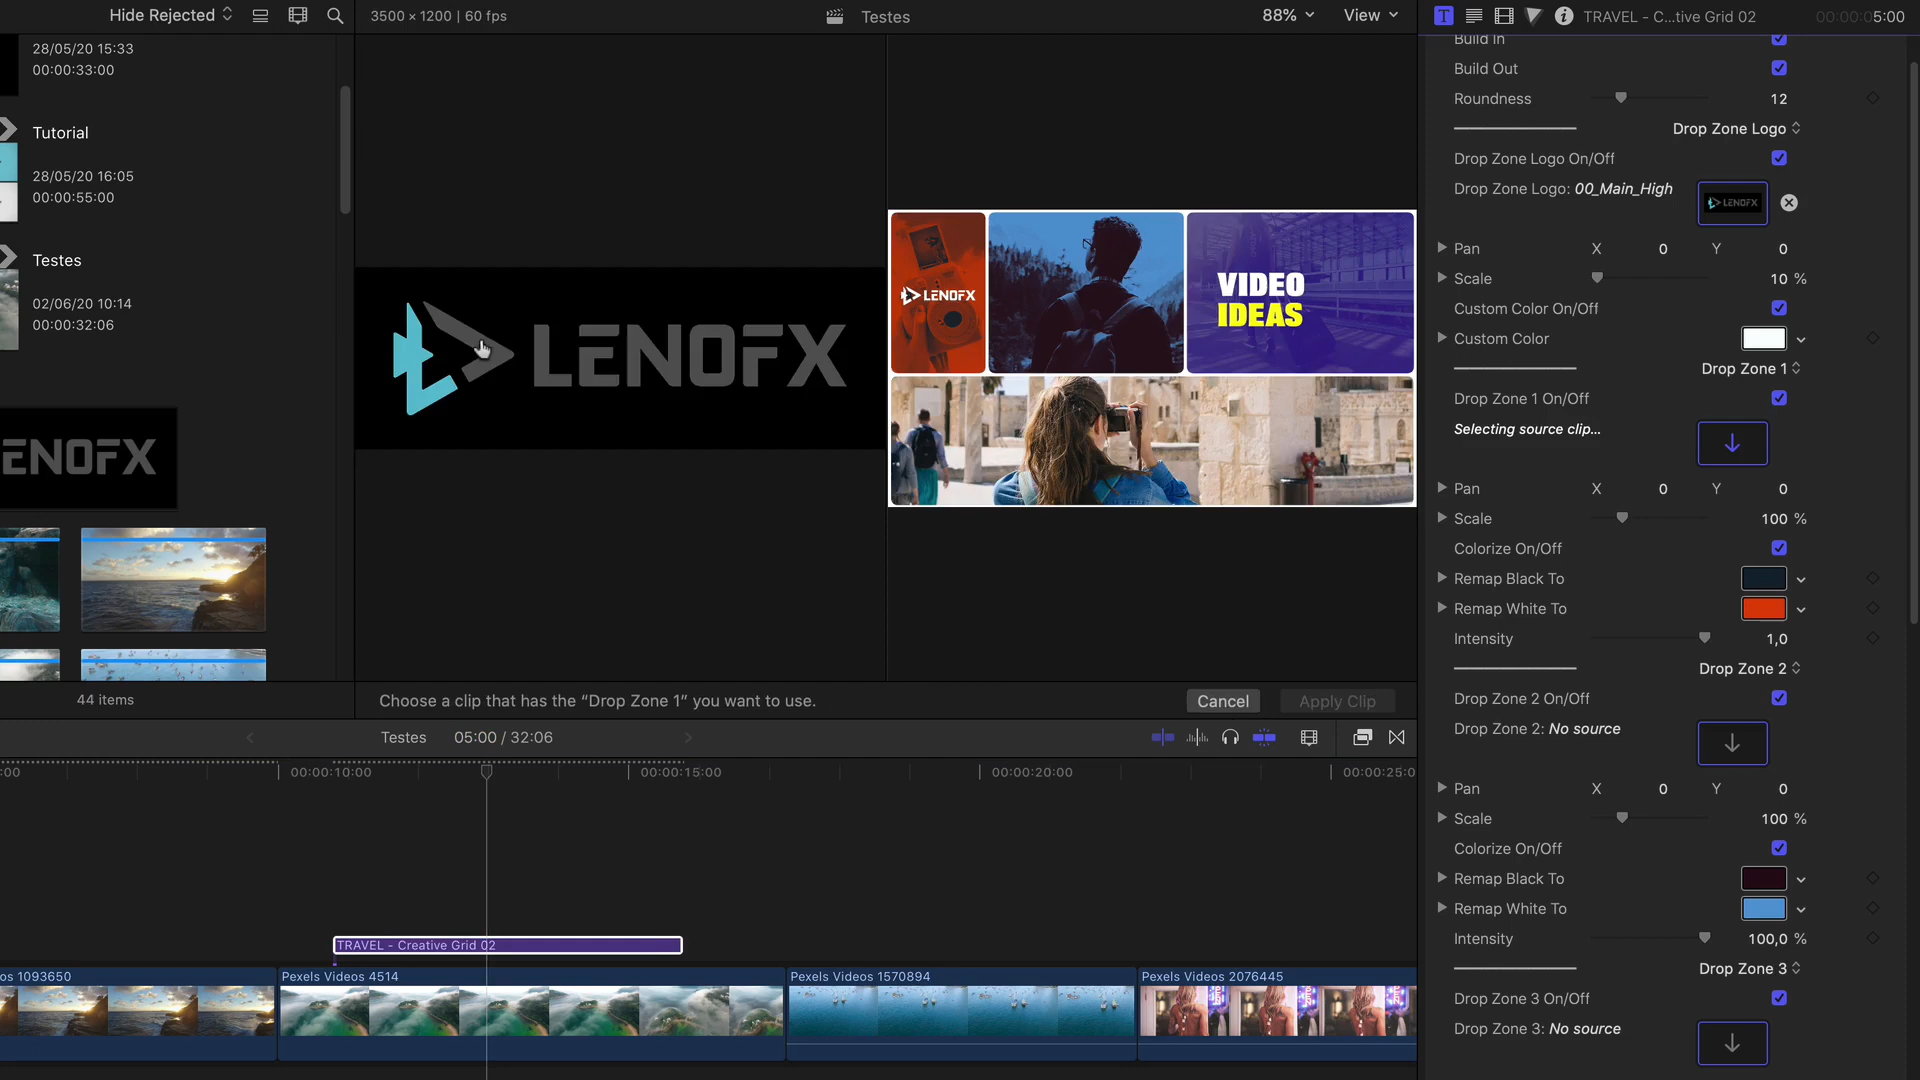 Hide Rejected
3500 × 1200 | 60 fps
Testes
88%
View
TRAVEL - C...tive Grid 02
00:00:05:00
28/05/20 15:33
00:00:33:00
Tutorial
28/05/20 16:05
00:00:55:00
Testes
02/06/20 10:14
00:00:32:06
ENOFX
44 items
LENOFX
LENOFX
VIDEO
IDEAS
Choose a clip that has the “Drop Zone 1” you want to use.
Cancel
Apply Clip
Build In
Build Out
Roundness 12
Drop Zone Logo
Drop Zone Logo On/Off
Drop Zone Logo: 00_Main_High
LENOFX
Pan X 0 Y 0
Scale 10 %
Custom Color On/Off
Custom Color
Drop Zone 1
Drop Zone 1 On/Off
Selecting source clip...
Pan X 0 Y 0
Scale 100 %
Colorize On/Off
Remap Black To
Remap White To
Intensity 1,0
Drop Zone 2
Drop Zone 2 On/Off
Drop Zone 2: No source
Pan X 0 Y 0
Scale 100 %
Colorize On/Off
Remap Black To
Remap White To
Intensity 100,0 %
Drop Zone 3
Drop Zone 3 On/Off
Drop Zone 3: No source
Testes 05:00 / 32:06
:00 00:00:10:00 00:00:15:00 00:00:20:00 00:00:25:0
TRAVEL - Creative Grid 02
os 1093650
Pexels Videos 4514
Pexels Videos 1570894
Pexels Videos 2076445